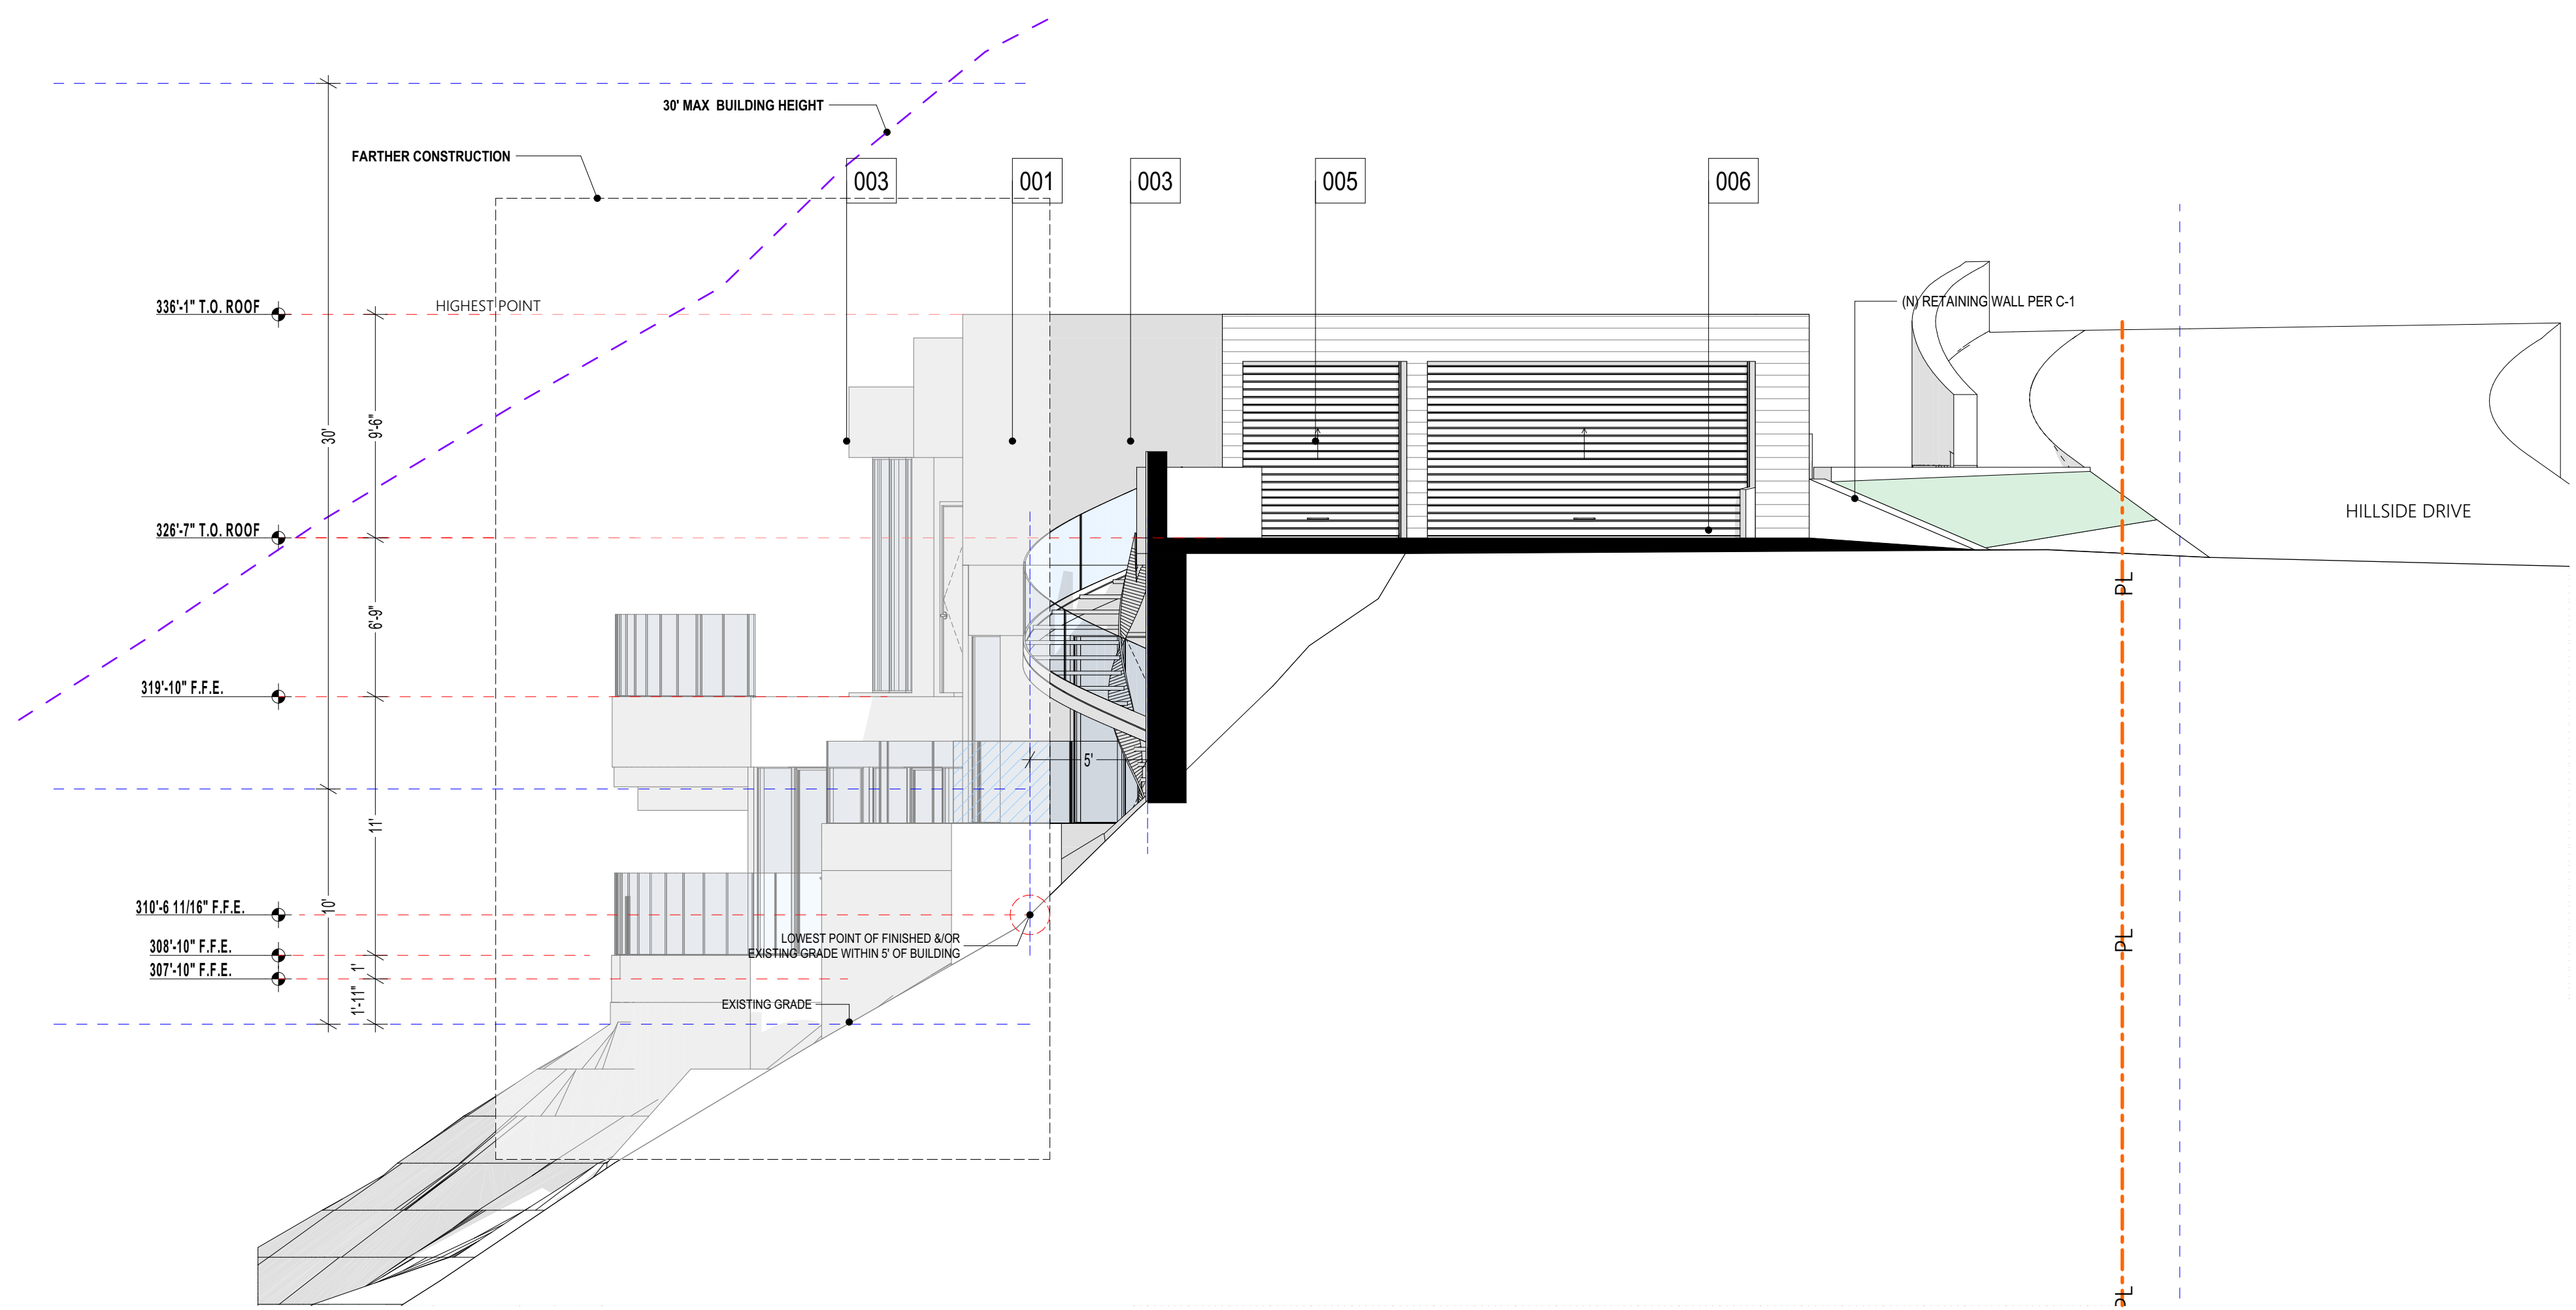 30' MAX  BUILDING HEIGHT
FARTHER CONSTRUCTION
003
001
003
005
006
336'-1" T.O. ROOF
HIGHEST POINT
(N) RETAINING WALL PER C-1
30'
9'-6"
HILLSIDE DRIVE
326'-7" T.O. ROOF
PL
6'-9"
319'-10" F.F.E.
5'
11'
10'
310'-6 11/16" F.F.E.
LOWEST POINT OF FINISHED &/OR
EXISTING GRADE WITHIN 5' OF BUILDING
PL
308'-10" F.F.E.
1'
307'-10" F.F.E.
1'-11"
EXISTING GRADE
PL